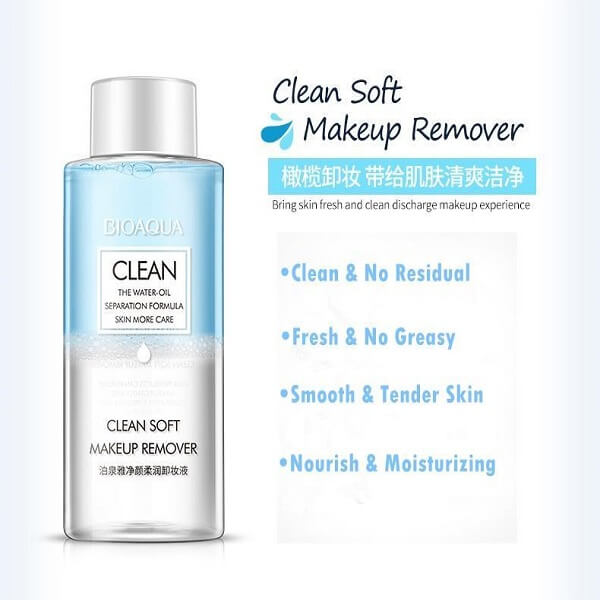 Clean Soft
Makeup Remover
橄榄卸妆 带给肌肤清爽洁净
Bring skin fresh and clean discharge makeup experience
BIOAQUA
CLEAN
THE WATER-OIL
SEPARATION FORMULA
SKIN MORE CARE
CLEAN SOFT
MAKEUP REMOVER
泊泉雅净颜柔润卸妆液
•Clean & No Residual
•Fresh & No Greasy
•Smooth & Tender Skin
•Nourish & Moisturizing